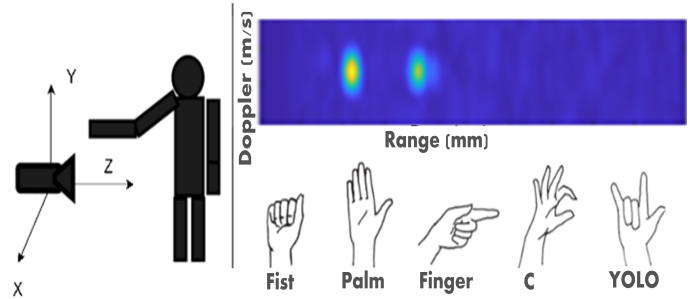 Y
Z
X
Doppler (m/s)
Range (mm)
Fist Palm Finger C YOLO